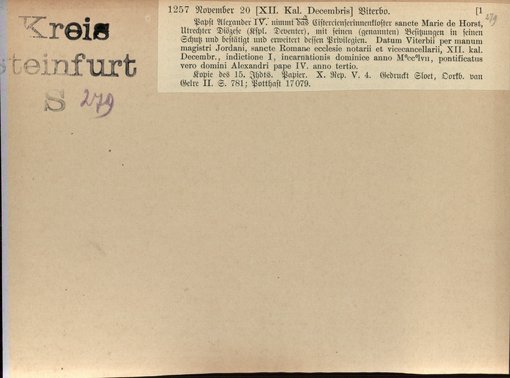 Kreis
steinfurt
S 279
1257 November 20 [XII. Kal. Decembris] Viterbo. [1
279
Papst Alexander IV. nimmt das Cistercienserinnenkloster sancte Marie de Horst,
Utrechter Diözese (Kspl. Deventer), mit seinen (genannten) Besitzungen in seinen
Schutz und bestätigt und erweitert dessen Privilegien. Datum Viterbii per manum
magistri Jordani, sancte Romane ecclesie notarii et vicecancellarii, XII. kal.
Decembr., indictione I, incarnationis dominice anno MºccºLVII, pontificatus
vero domini Alexandri pape IV. anno tertio.
Kopie des 15. Jhdts. Papier. X. Rep. V. 4. Gedruckt Sloet, Oorkb. van
Gelre II. S. 781; Potthast 17079.